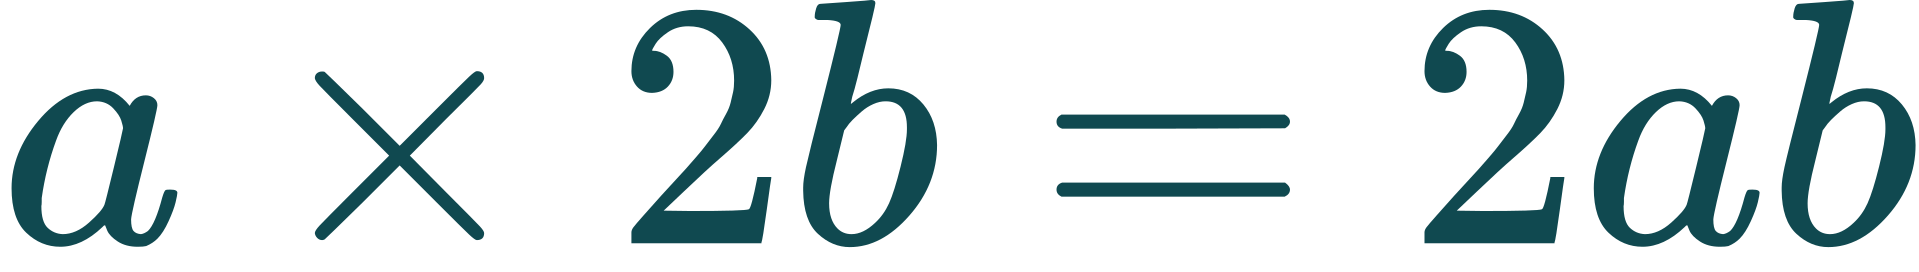 a × 2b = 2ab